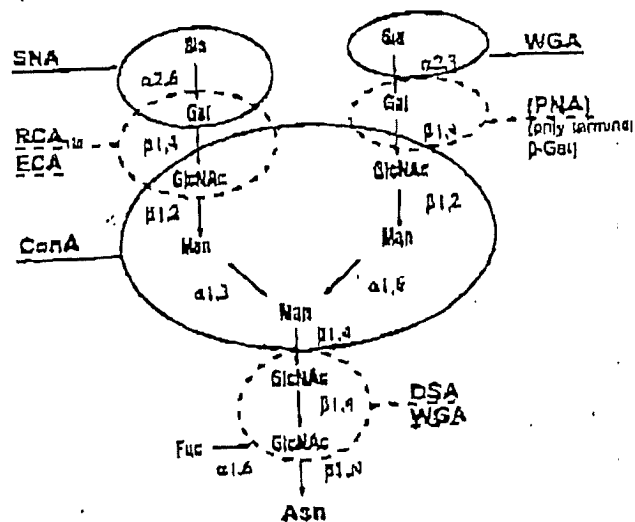 SNA
Sia
α2,6
Gal
Sia
α2,3
WGA
Gal
RCA
ECA
β1,4
GlcNAc
β1,2
β1,4
GlcNAc
β1,2
(PNA)
(only terminal
β-Gal)
ConA
Man
Man
α1,3
α1,6
Man
β1,4
GlcNAc
β1,4
DSA
WGA
Fuc
α1,6
GlcNAc
β1,N
Asn